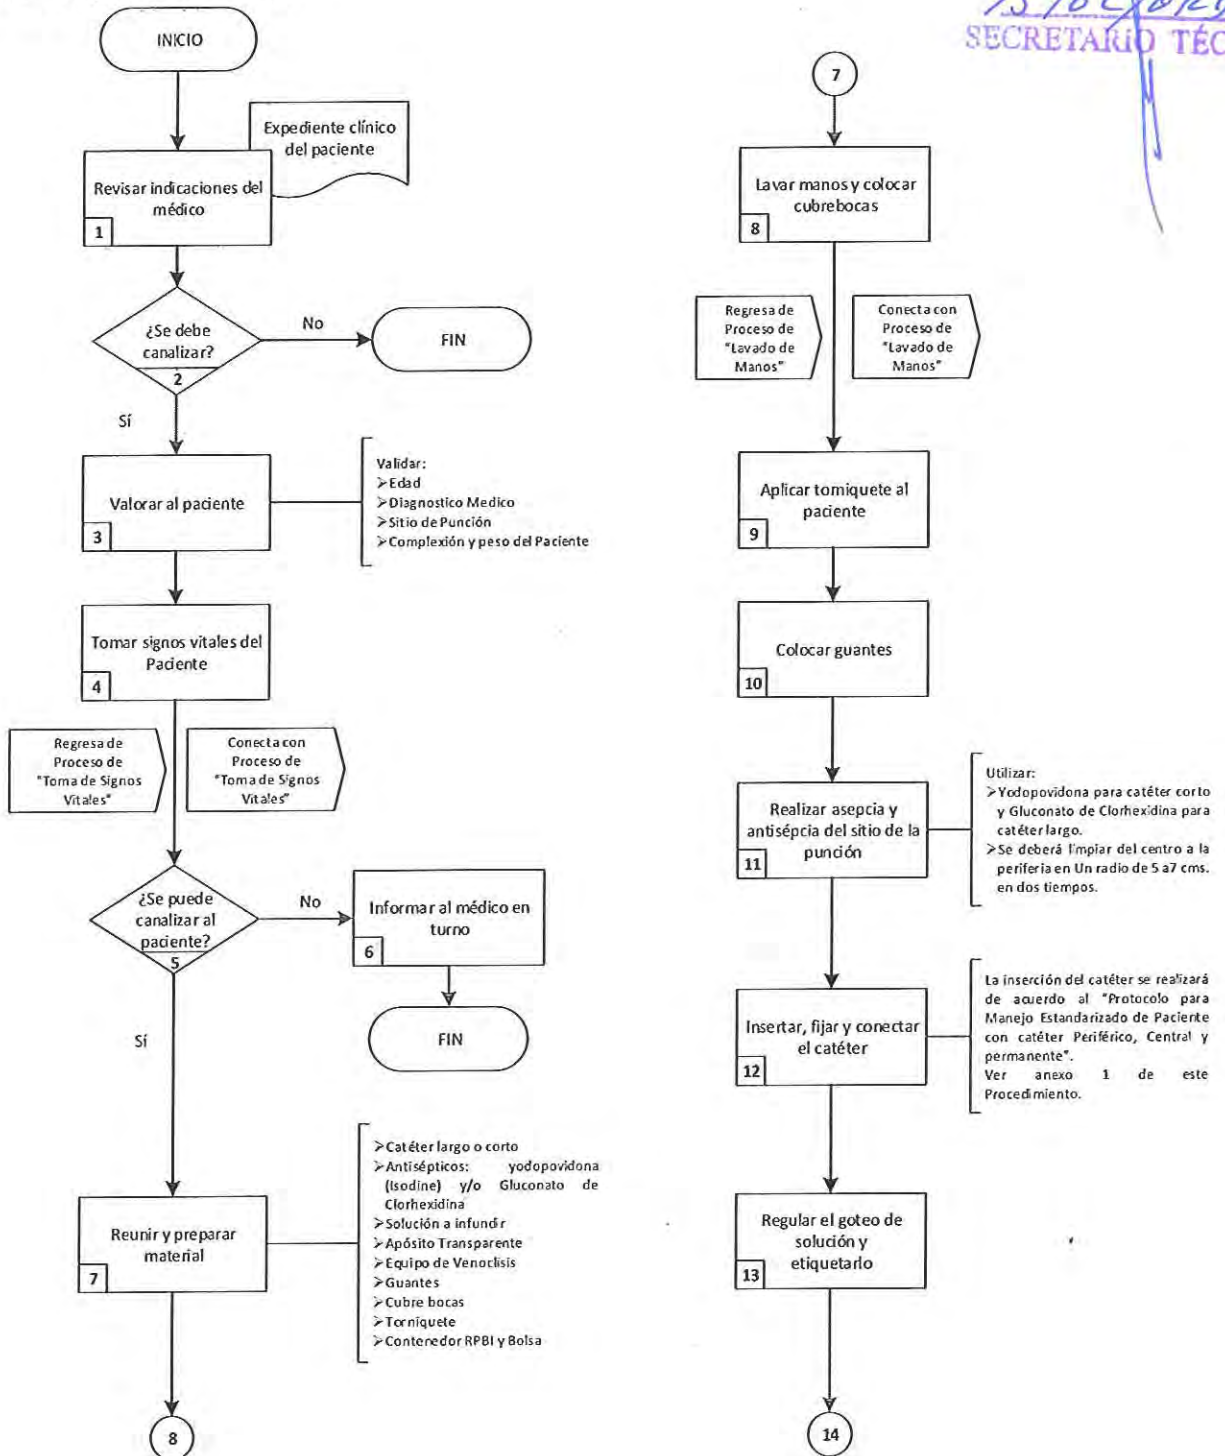 INICIO
Expediente clínico
del paciente
Revisar indicaciones del
médico
1
¿Se debe
canalizar?
2
No
FIN
Sí
Valorar al paciente
3
Validar:
➢Edad
➢Diagnostico Medico
➢Sitio de Punción
➢Complexión y peso del Paciente
Tomar signos vitales del
Paciente
4
Regresa de
Proceso de
"Toma de Signos
Vitales"
Conecta con
Proceso de
"Toma de Signos
Vitales"
¿Se puede
canalizar al
paciente?
5
No
Informar al médico en
turno
6
FIN
Sí
Reunir y preparar
material
7
➢Catéter largo o corto
➢Antisépticos: yodopovidona
(Isodine) y/o Gluconato de
Clorhexidina
➢Solución a infundir
➢Apósito Transparente
➢Equipo de Venoclisis
➢Guantes
➢Cubre bocas
➢Torniquete
➢Contenedor RPBI y Bolsa
8
SECRETARIO TÉC
7
Lavar manos y colocar
cubrebocas
8
Regresa de
Proceso de
"Lavado de
Manos"
Conecta con
Proceso de
"Lavado de
Manos"
Aplicar torniquete al
paciente
9
Colocar guantes
10
Realizar asepcia y
antisépcia del sitio de la
punción
11
Utilizar:
➢Yodopovidona para catéter corto
y Gluconato de Clorhexidina para
catéter largo.
➢Se deberá limpiar del centro a la
periferia en Un radio de 5 a7 cms.
en dos tiempos.
Insertar, fijar y conectar
el catéter
12
La inserción del catéter se realizará
de acuerdo al "Protocolo para
Manejo Estandarizado de Paciente
con catéter Periférico, Central y
permanente".
Ver anexo 1 de este
Procedimiento.
Regular el goteo de
solución y
etiquetarlo
13
14